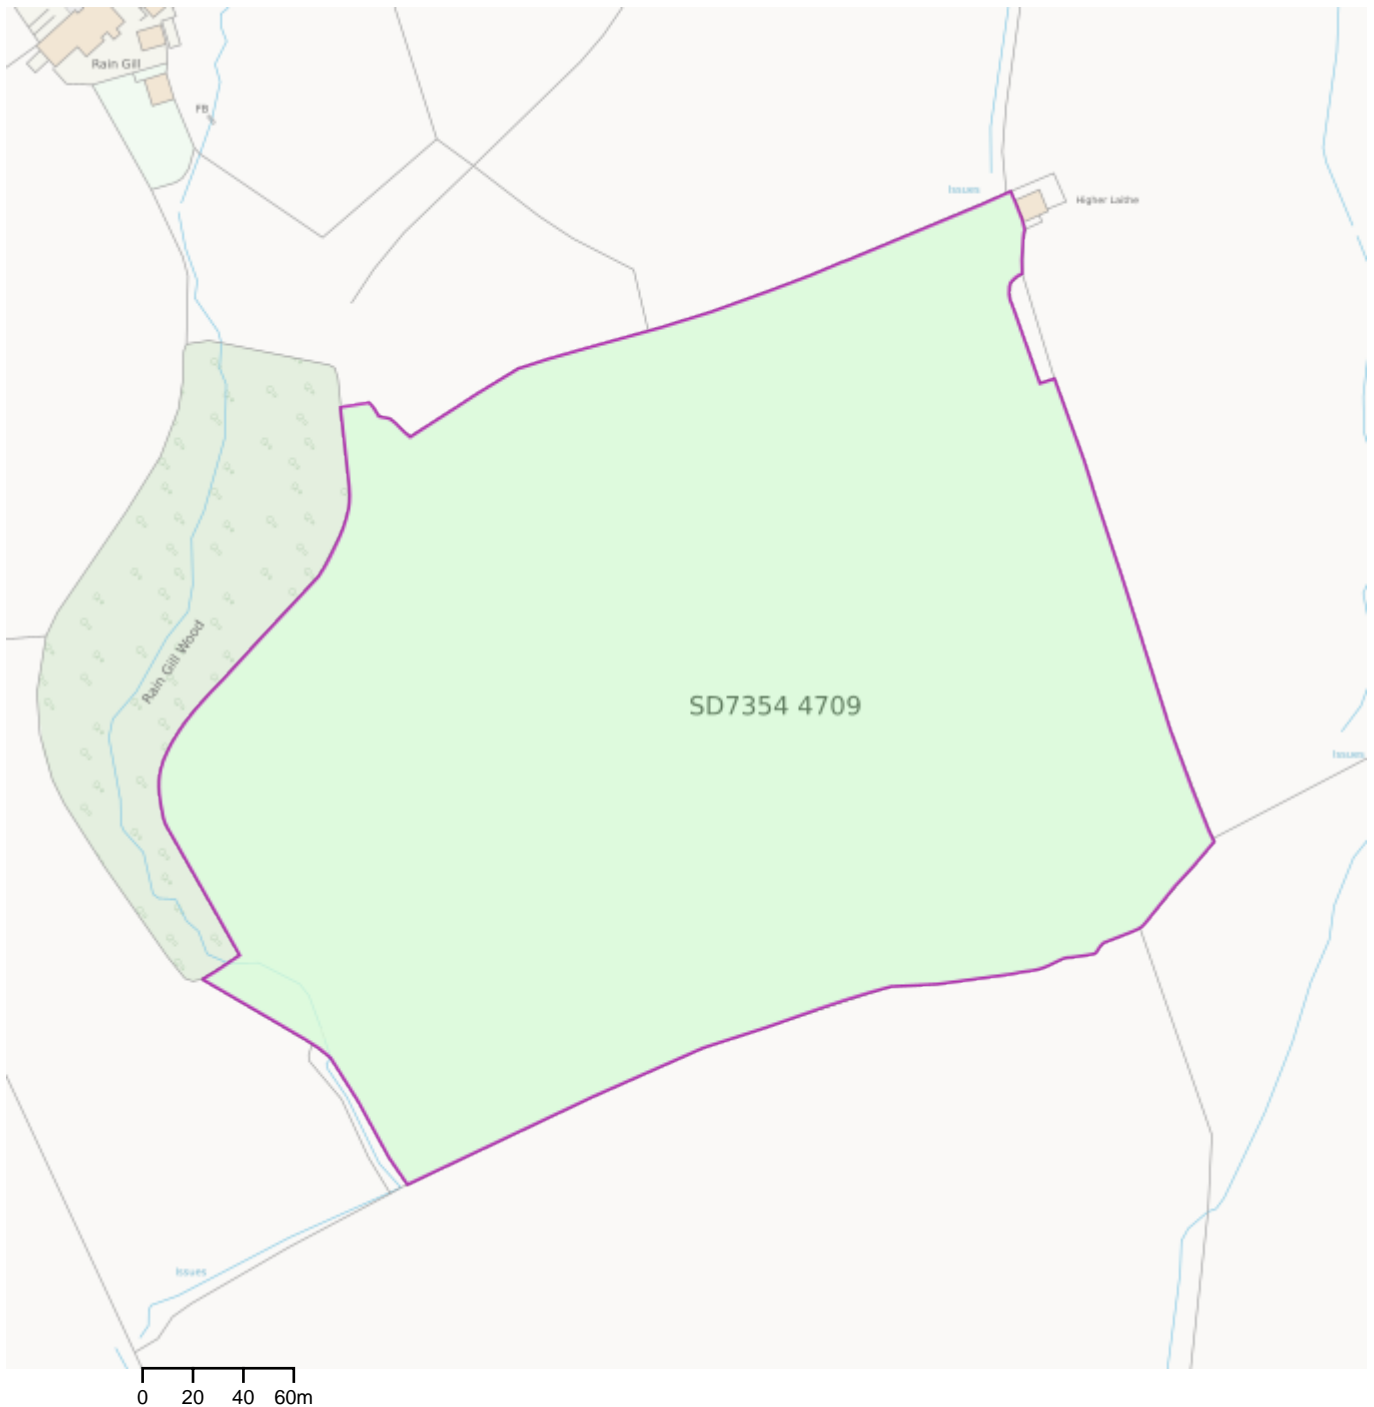 Rain Gill
FB
Issues
Higher Laithe
Rain Gill Wood
SD7354 4709
Issues
Issues
0 20 40 60m